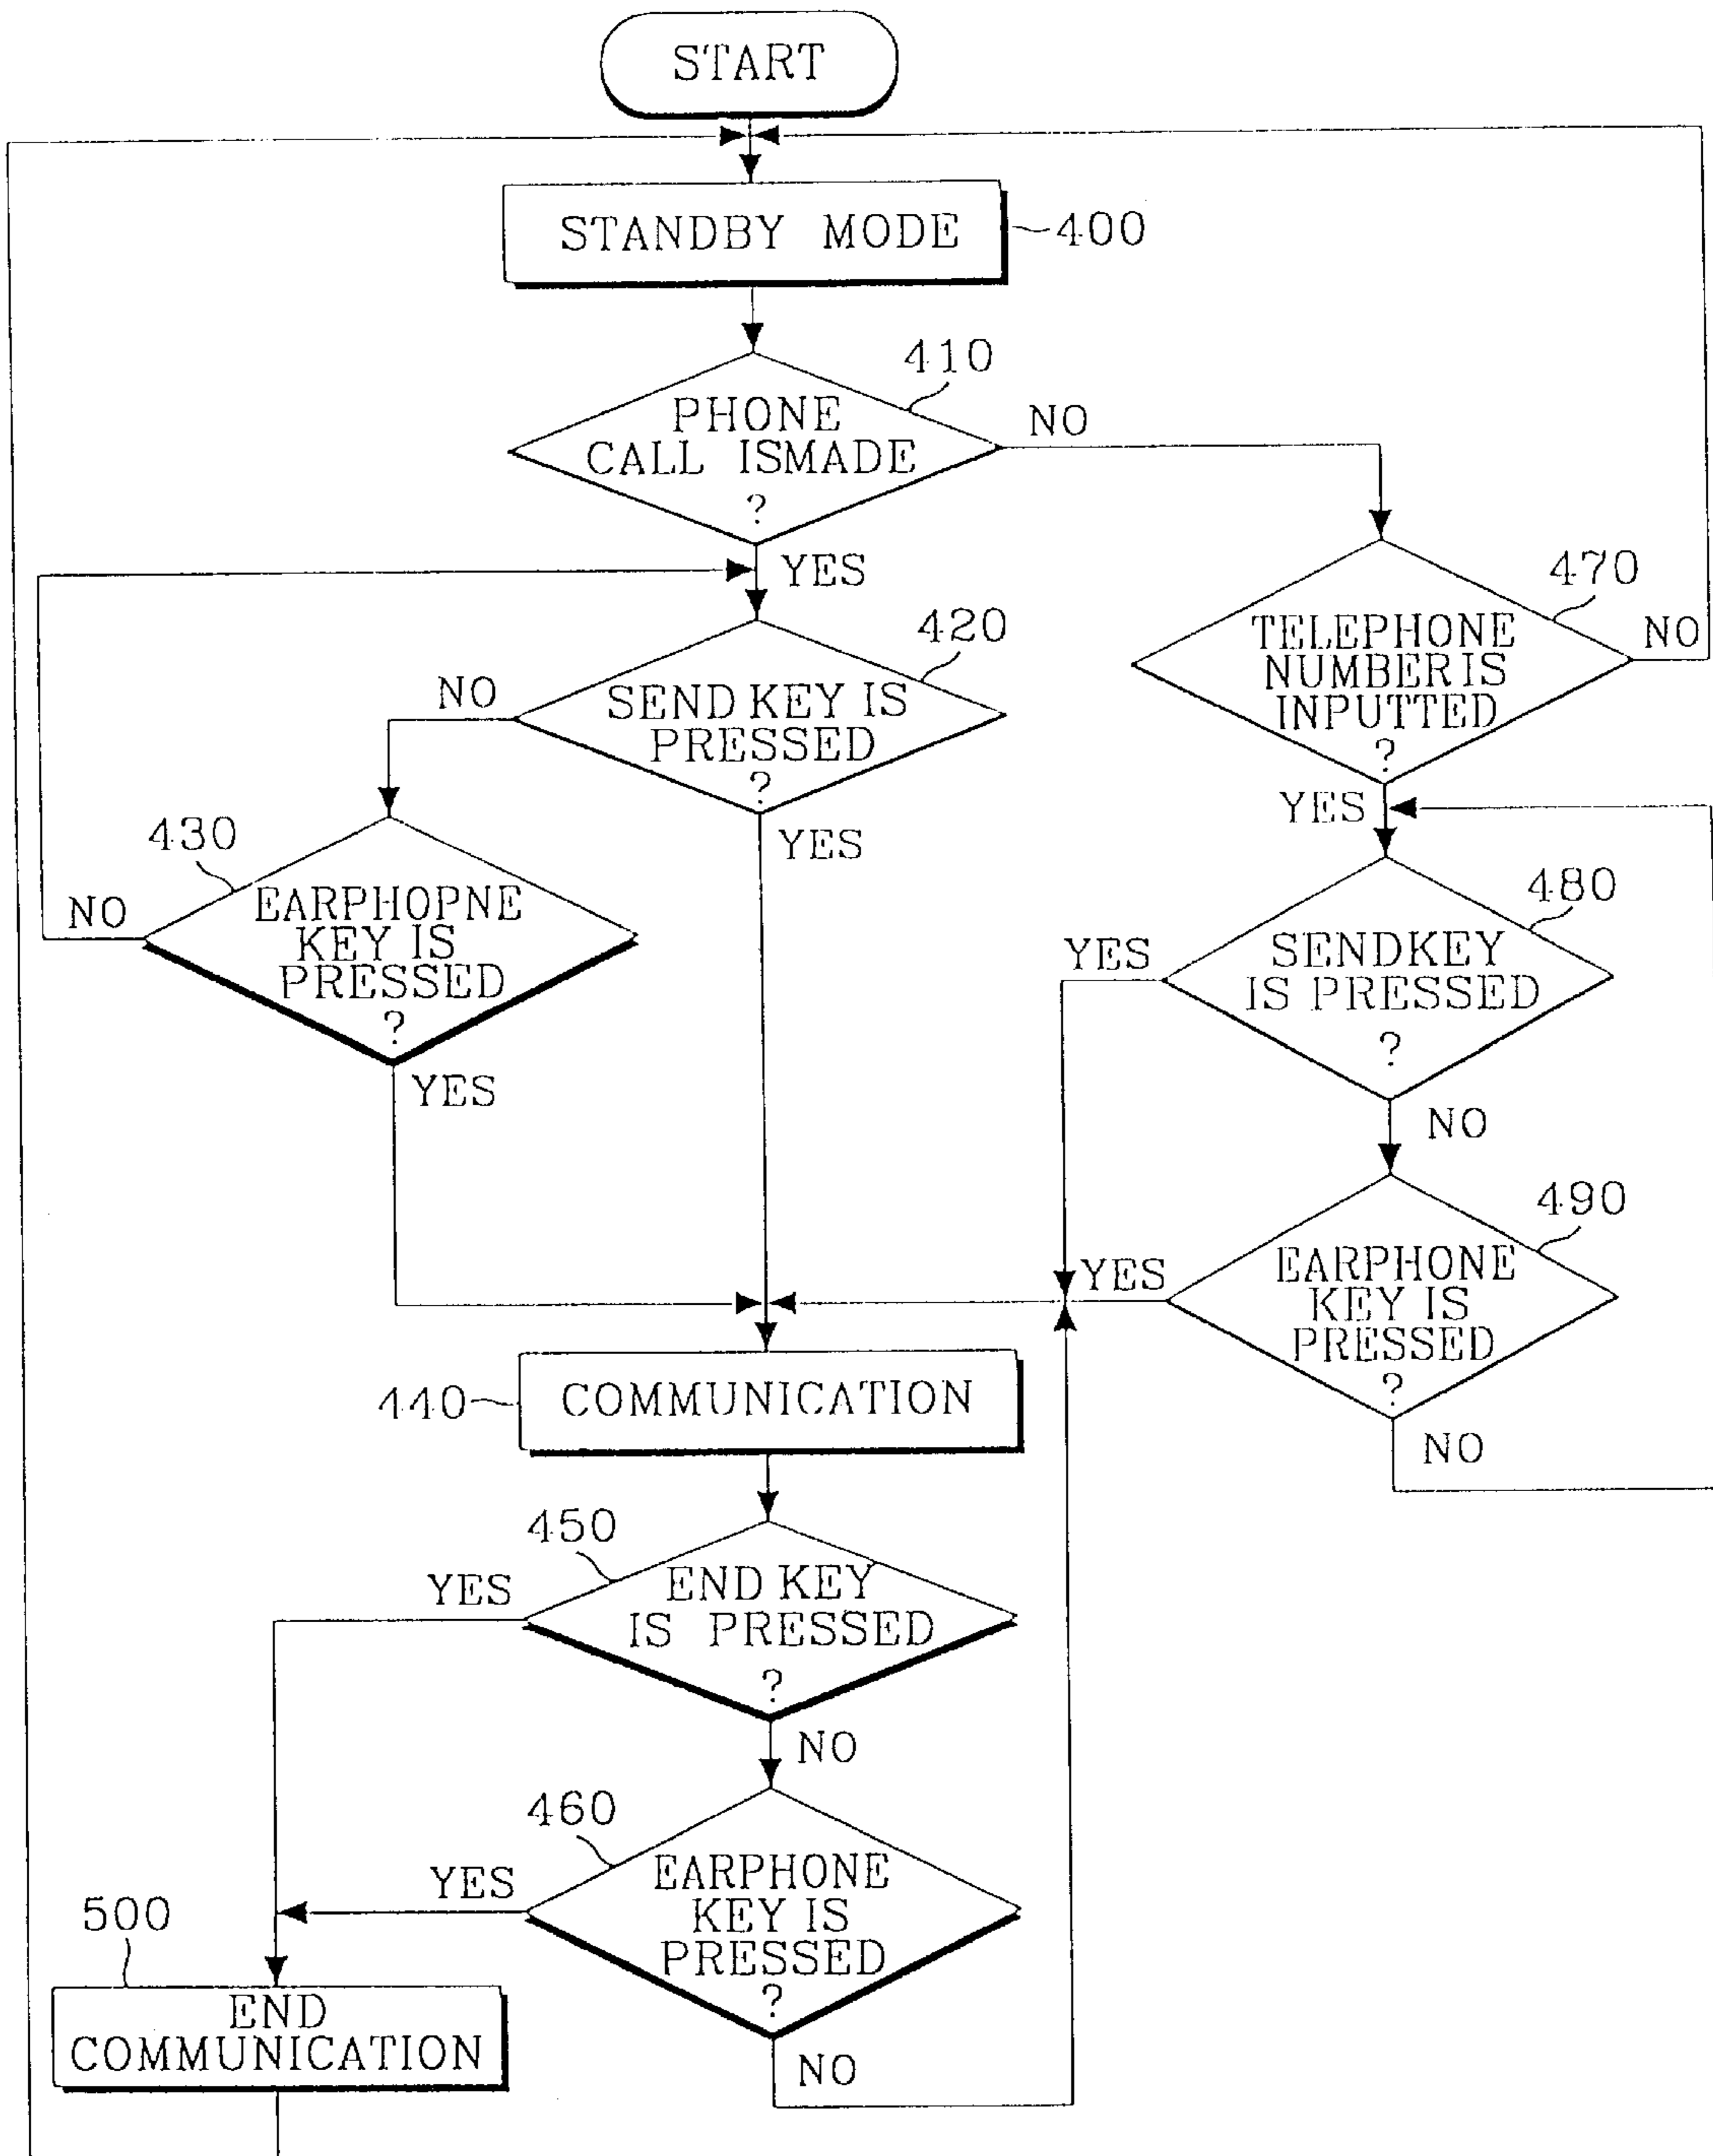 START
STANDBY MODE
400
410
PHONE
CALL ISMADE
?
NO
YES
420
SEND KEY IS
PRESSED
?
NO
YES
430
EARPHOPNE
KEY IS
PRESSED
?
NO
YES
470
TELEPHONE
NUMBER IS
INPUTTED
?
NO
YES
480
SENDKEY
IS PRESSED
?
YES
NO
490
EARPHONE
KEY IS
PRESSED
?
YES
NO
440
COMMUNICATION
450
END KEY
IS PRESSED
?
YES
NO
460
EARPHONE
KEY IS
PRESSED
?
YES
NO
500
END
COMMUNICATION